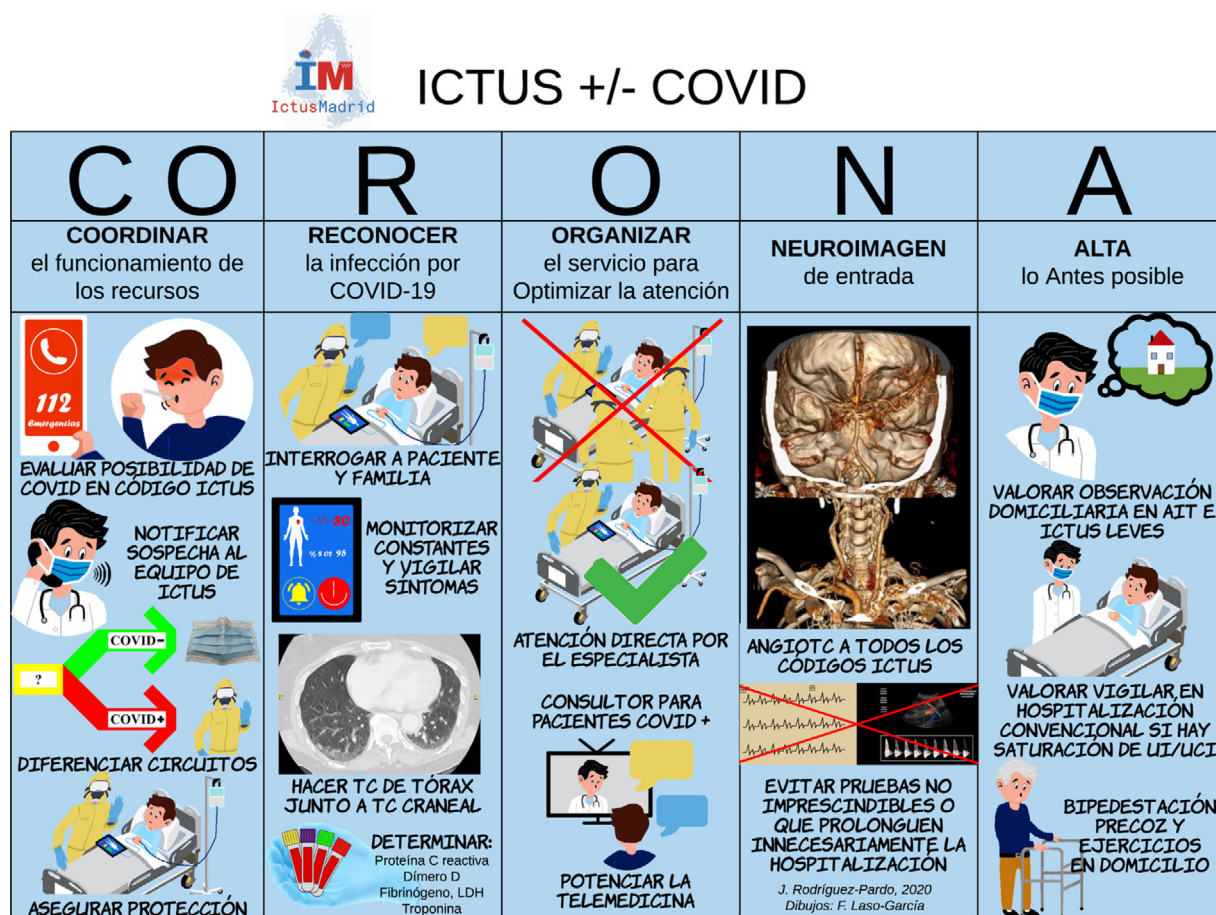 IM
IctusMadrid
ICTUS +/- COVID
C O
R
O
N
A
COORDINAR
el funcionamiento de
los recursos
RECONOCER
la infección por
COVID-19
ORGANIZAR
el servicio para
Optimizar la atención
NEUROIMAGEN
de entrada
ALTA
lo Antes posible
112
Emergencias
EVALUAR POSIBILIDAD DE
COVID EN CÓDIGO ICTUS
NOTIFICAR
SOSPECHA AL
EQUIPO DE
ICTUS
COVID-
?
COVID+
DIFERENCIAR CIRCUITOS
ASEGURAR PROTECCIÓN
INTERROGAR A PACIENTE
Y FAMILIA
80
MONITORIZAR
CONSTANTES
Y VIGILAR
SÍNTOMAS
HACER TC DE TÓRAX
JUNTO A TC CRANEAL
DETERMINAR:
Proteína C reactiva
Dímero D
Fibrinógeno, LDH
Troponina
ATENCIÓN DIRECTA POR
EL ESPECIALISTA
CONSULTOR PARA
PACIENTES COVID +
POTENCIAR LA
TELEMEDICINA
ANGIOTC A TODOS LOS
CÓDIGOS ICTUS
EVITAR PRUEBAS NO
IMPRESCINDIBLES O
QUE PROLONGUEN
INNECESARIAMENTE LA
HOSPITALIZACIÓN
J. Rodríguez-Pardo, 2020
Dibujos: F. Laso-García
VALORAR OBSERVACIÓN
DOMICILIARIA EN AIT E
ICTUS LEVES
VALORAR VIGILAR EN
HOSPITALIZACIÓN
CONVENCIONAL SI HAY
SATURACIÓN DE UI/UCI
BIPEDESTACIÓN
PRECOZ Y
EJERCICIOS
EN DOMICILIO